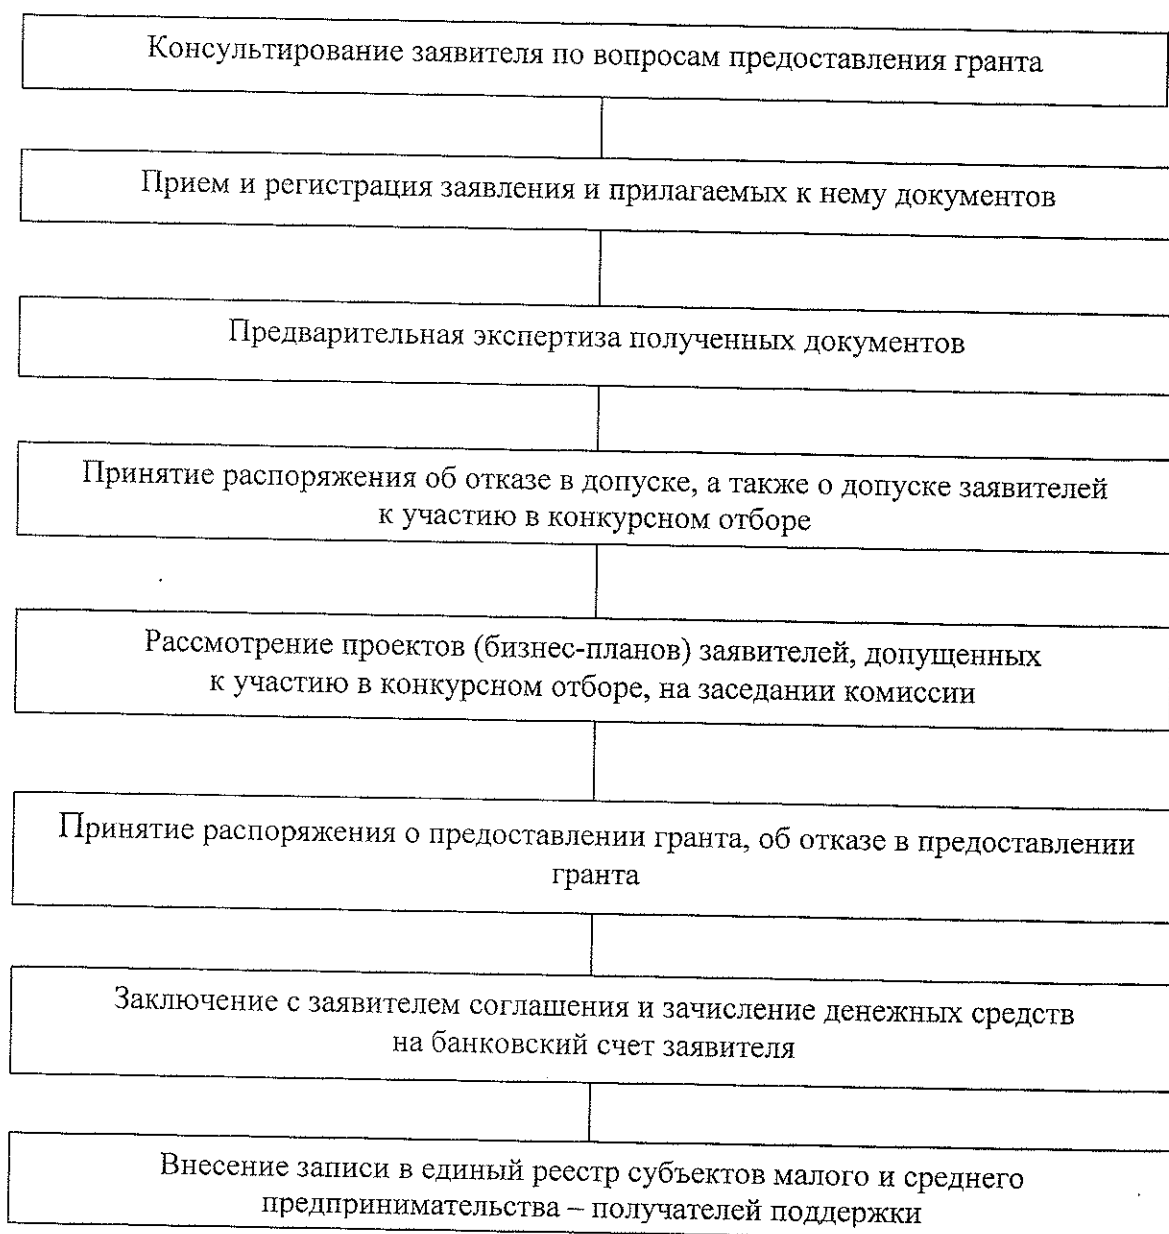 Консультирование заявителя по вопросам предоставления гранта
Прием и регистрация заявления и прилагаемых к нему документов
Предварительная экспертиза полученных документов
Принятие распоряжения об отказе в допуске, а также о допуске заявителей
к участию в конкурсном отборе
Рассмотрение проектов (бизнес-планов) заявителей, допущенных
к участию в конкурсном отборе, на заседании комиссии
Принятие распоряжения о предоставлении гранта, об отказе в предоставлении
гранта
Заключение с заявителем соглашения и зачисление денежных средств
на банковский счет заявителя
Внесение записи в единый реестр субъектов малого и среднего
предпринимательства – получателей поддержки